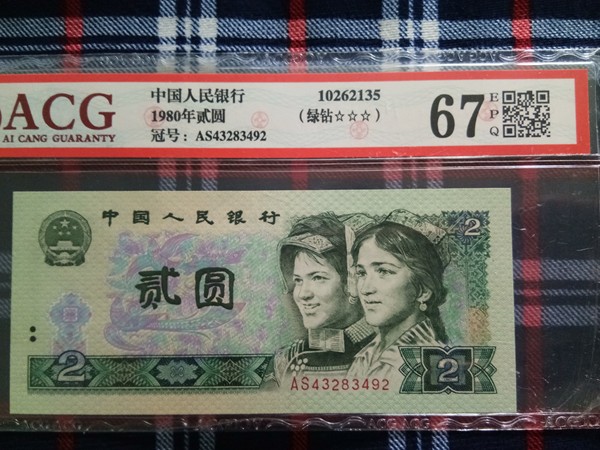 ACG
AI CANG GUARANTY
中国人民银行
1980年贰圆
冠号：AS43283492
10262135
（绿钻☆☆☆）
67
E
P
Q
中国人民银行
2
贰圆
2
AS43283492
2